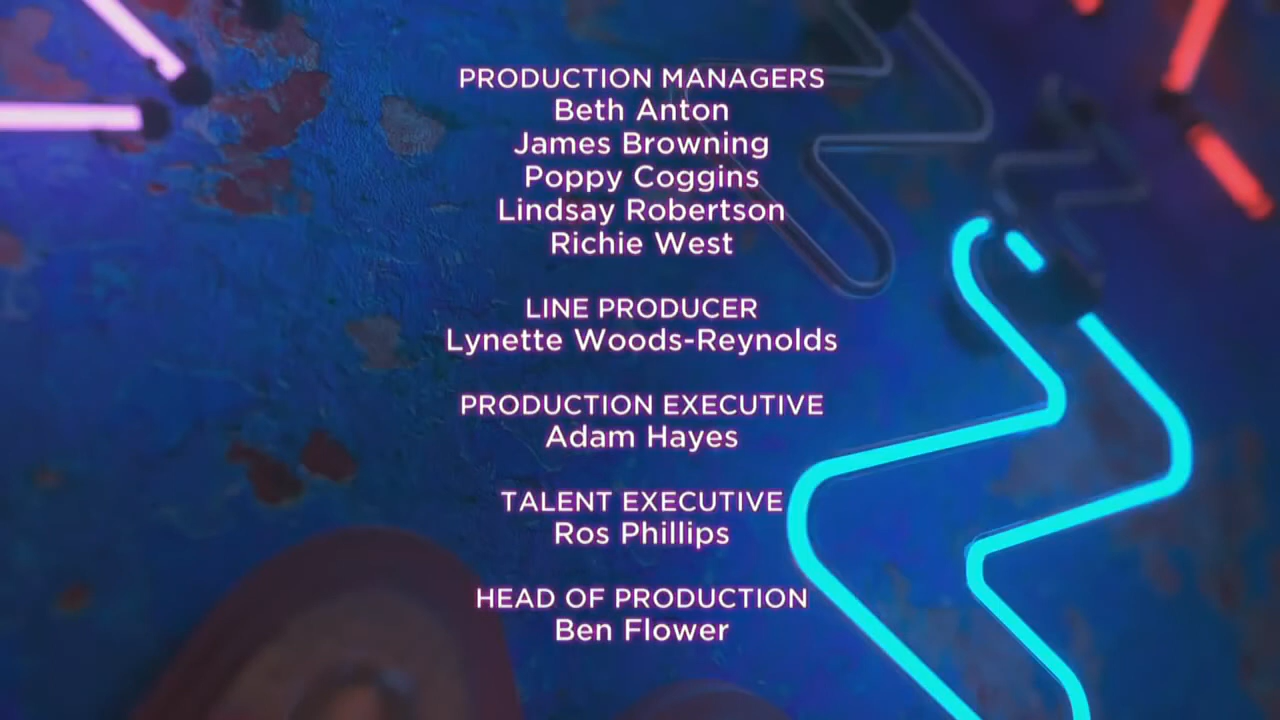 PRODUCTION MANAGERS
Beth Anton
James Browning
Poppy Coggins
Lindsay Robertson
Richie West
LINE PRODUCER
Lynette Woods-Reynolds
PRODUCTION EXECUTIVE
Adam Hayes
TALENT EXECUTIVE
Ros Phillips
HEAD OF PRODUCTION
Ben Flower